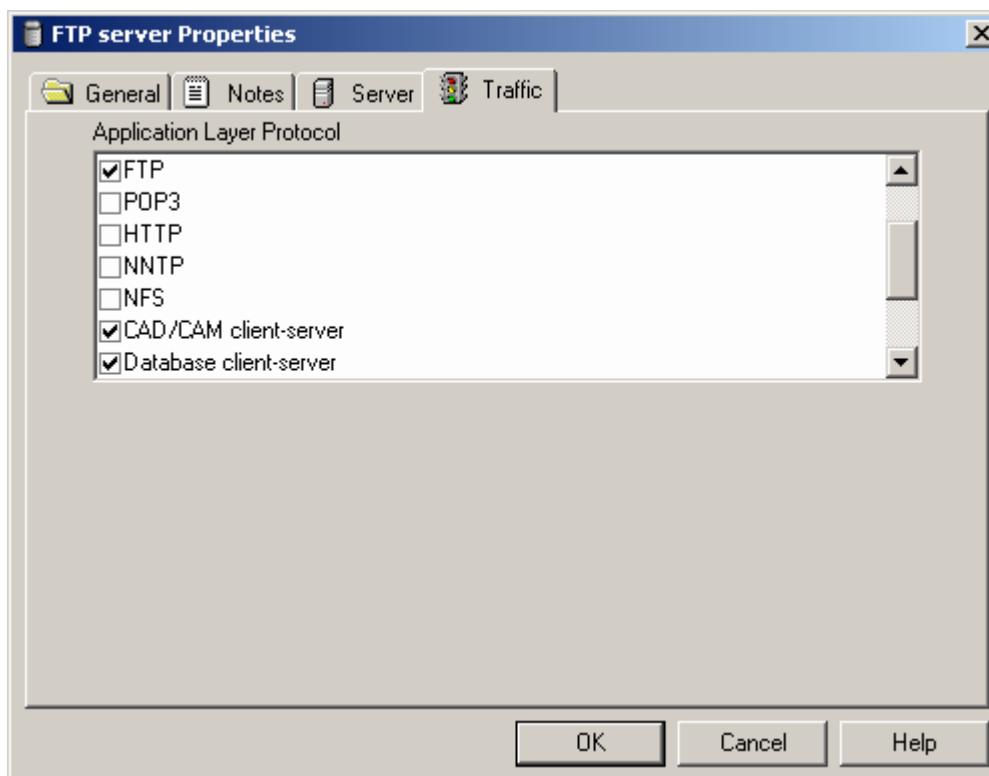 FTP server Properties
General Notes Server Traffic
Application Layer Protocol
FTP
POP3
HTTP
NNTP
NFS
CAD/CAM client-server
Database client-server
OK Cancel Help